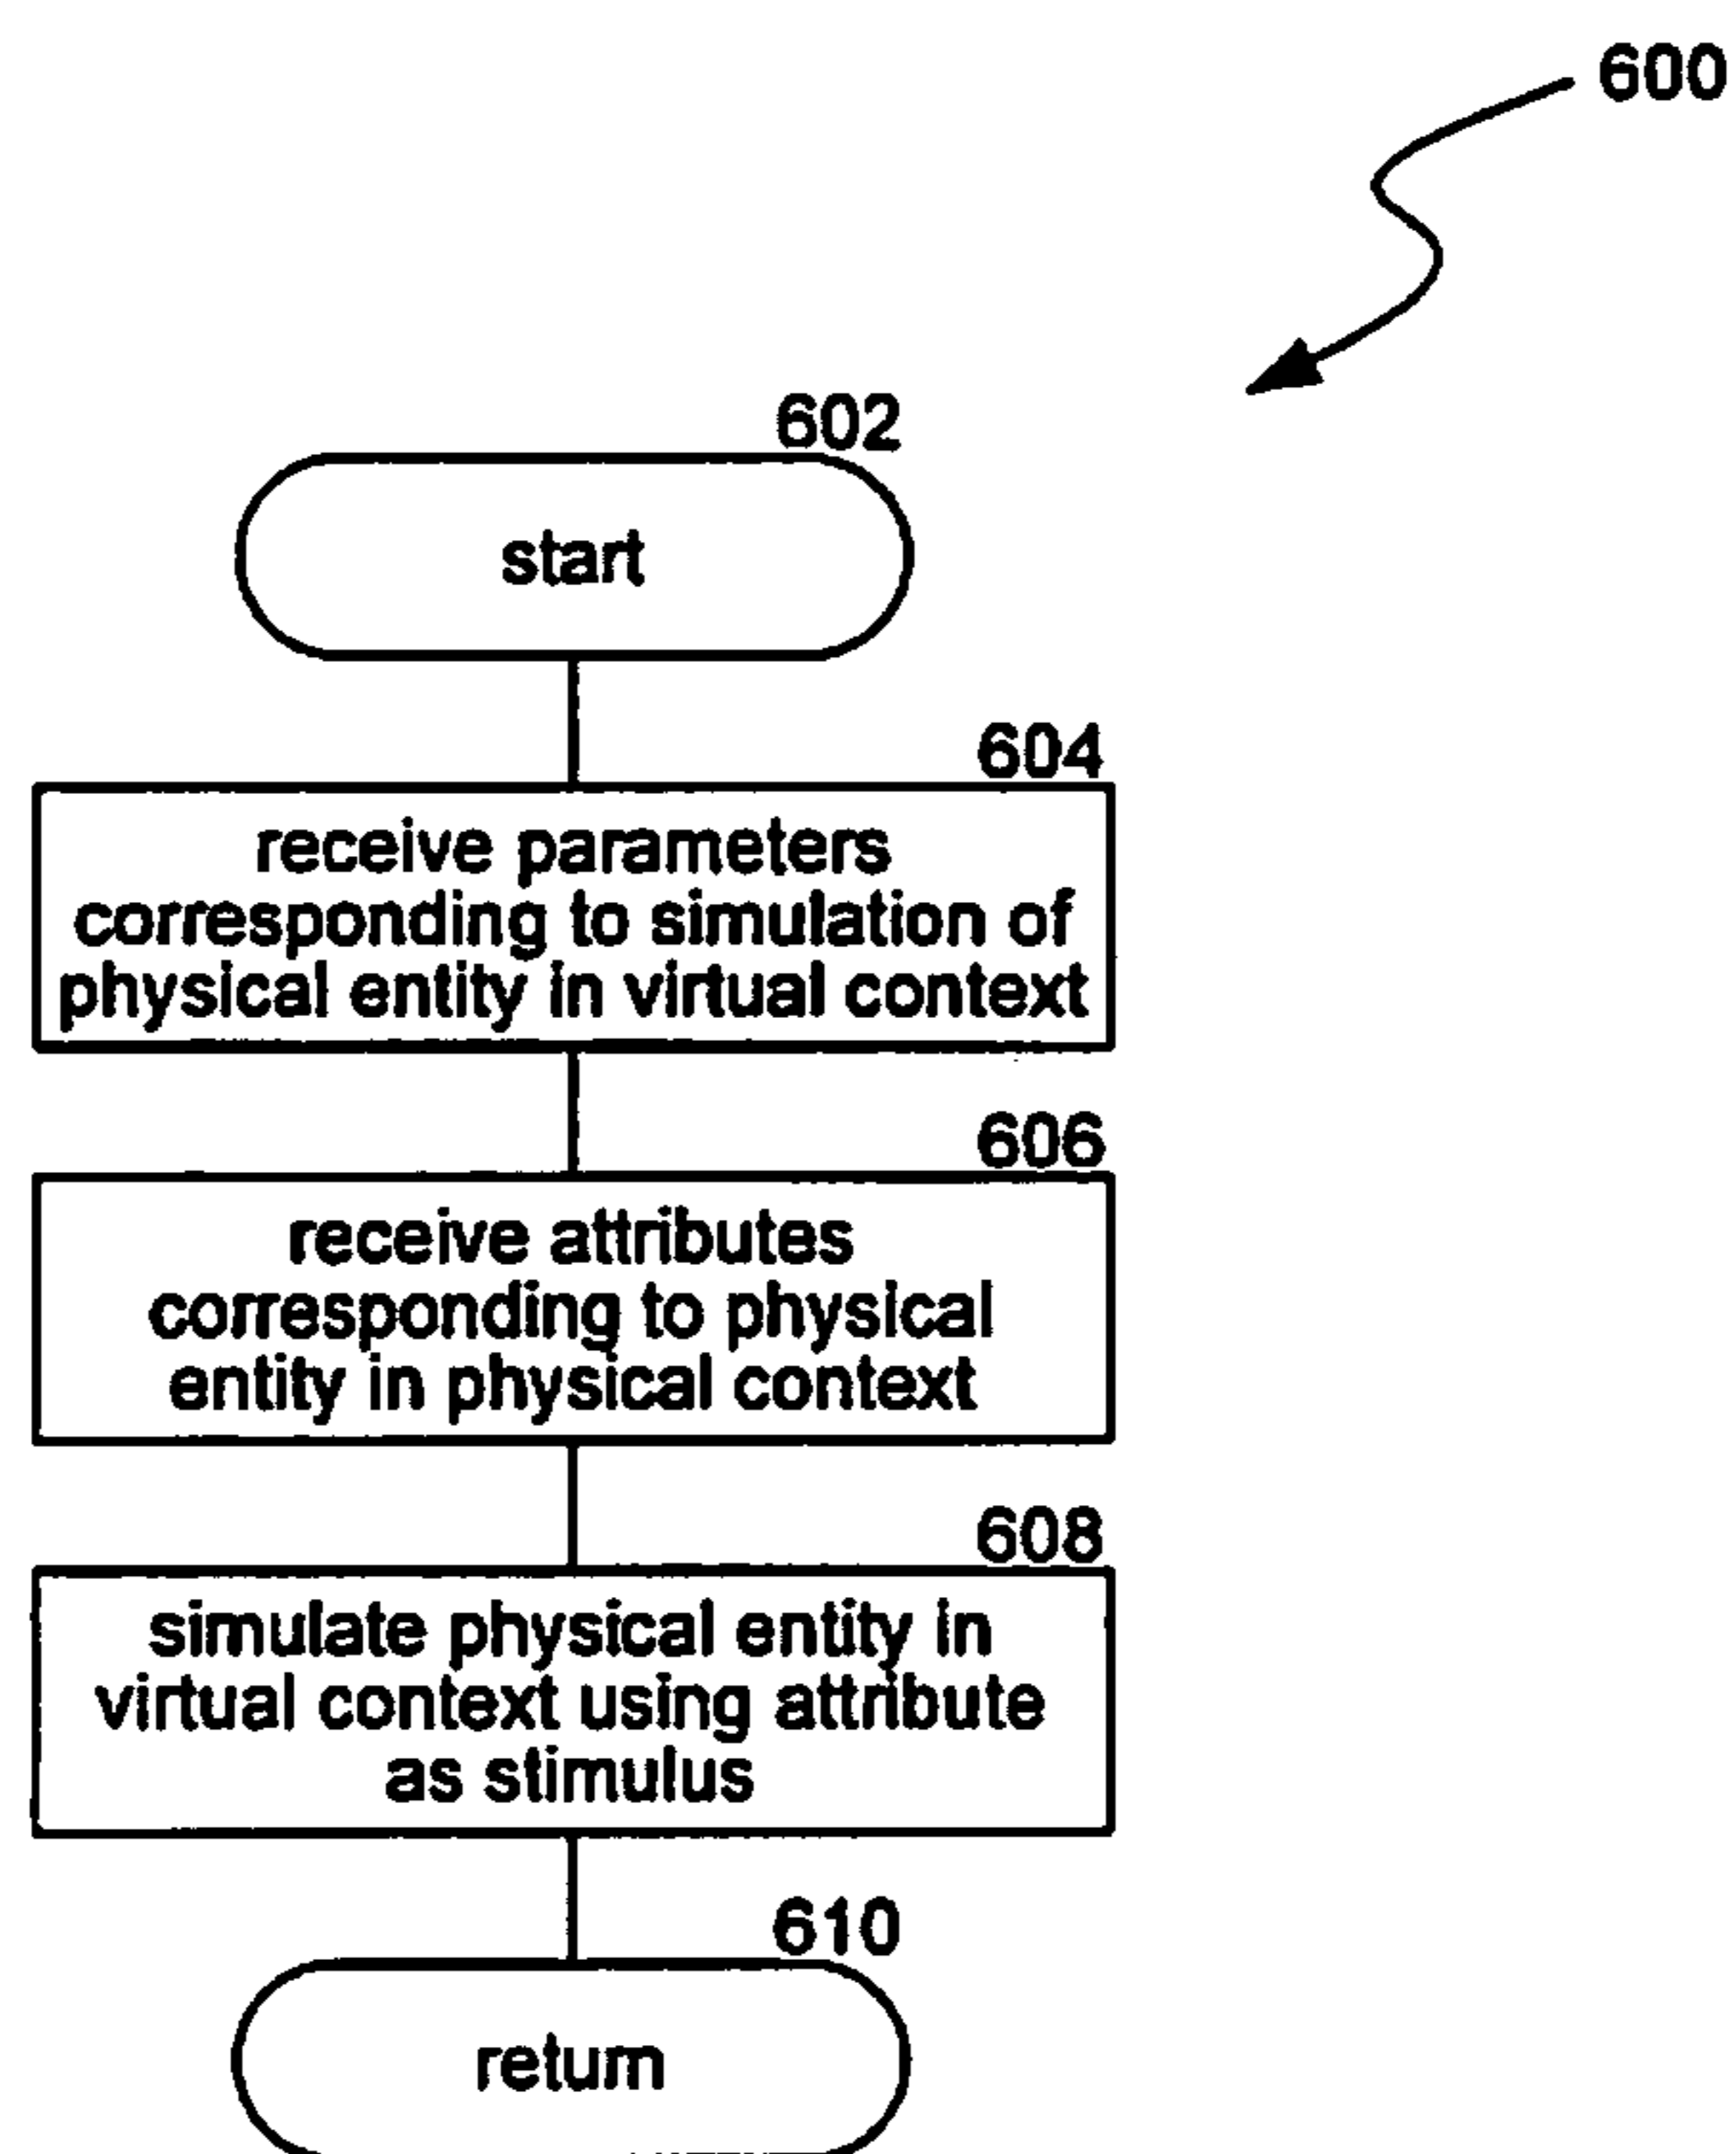 600
602
start
604
receive parameters
corresponding to simulation of
physical entity in virtual context
606
receive attributes
corresponding to physical
entity in physical context
608
simulate physical entity in
virtual context using attribute
as stimulus
610
return